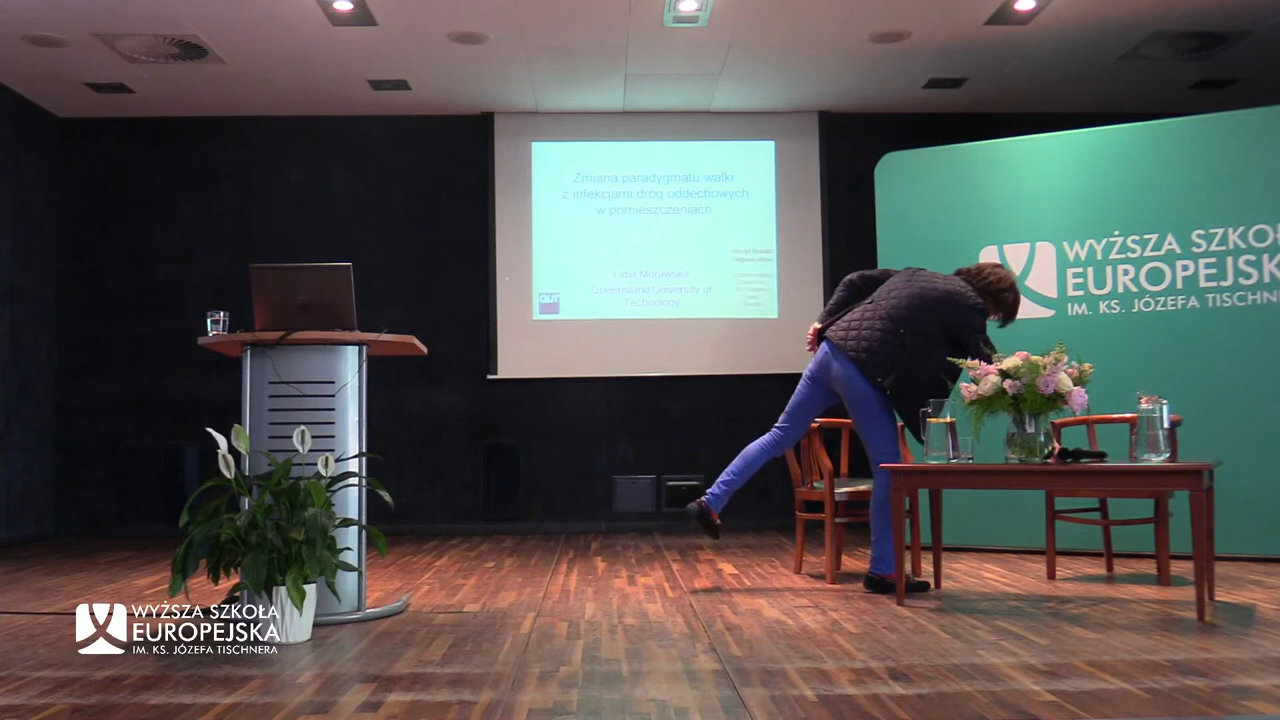 Zmiana paradygmatu walki
z infekcjami dróg oddechowych
w pomieszczeniach
Lidia Morawska
Queensland University of
Technology
QUT
WYŻSZA SZKO
EUROPEJSK
IM. KS. JÓZEFA TISCHNE
WYŻSZA SZKOŁA
EUROPEJSKA
IM. KS. JÓZEFA TISCHNERA